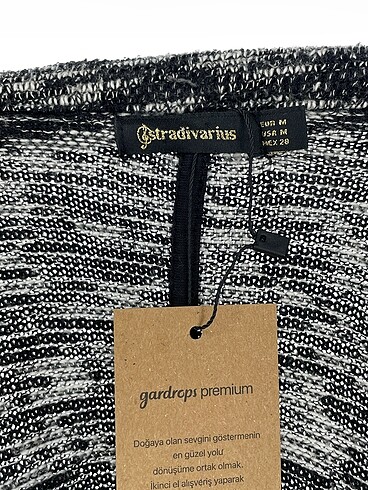 stradivarius
EUR M
USA M
MEX 28
gardrops premium
Doğaya olan sevgini göstermenin
en güzel yolu
dönüşüme ortak olmak.
İkinci el alışveriş yaparak